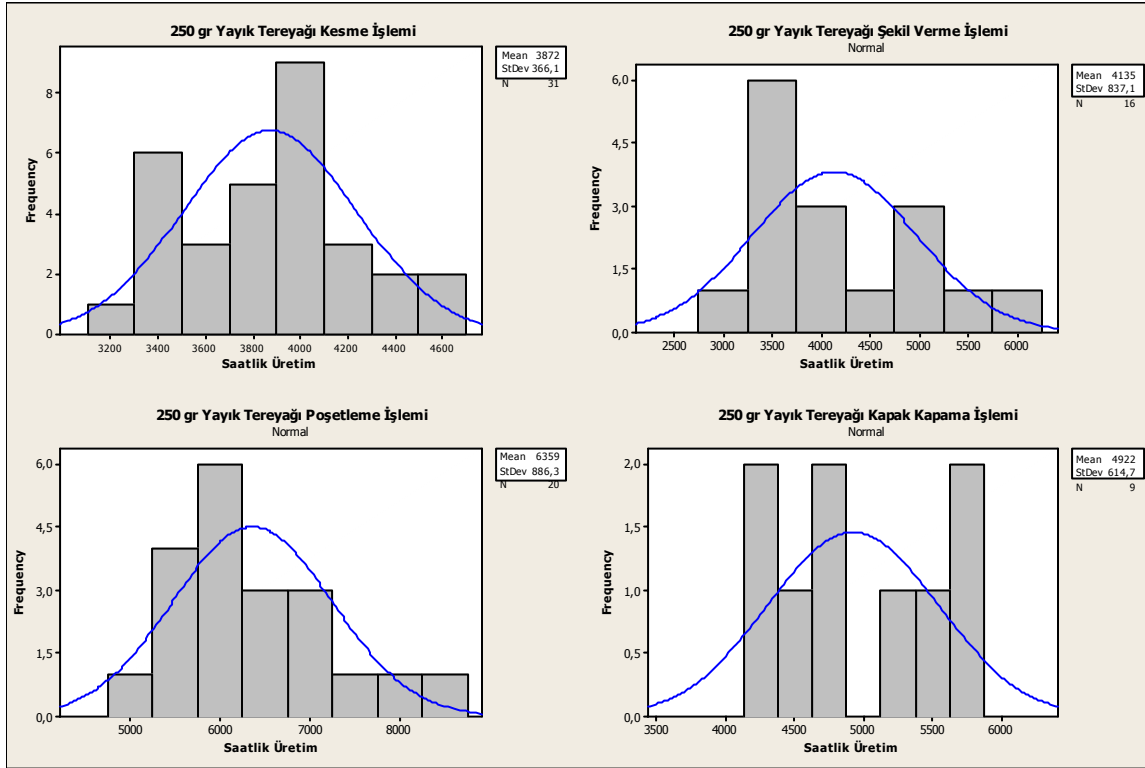 250 gr Yayık Tereyağı Kesme İşlemi
Mean 3872
StDev 366,1
N 31
Frequency
8
6
4
2
0
3200 3400 3600 3800 4000 4200 4400 4600
Saatlik Üretim
250 gr Yayık Tereyağı Şekil Verme İşlemi
Normal
Mean 4135
StDev 837,1
N 16
Frequency
6,0
4,5
3,0
1,5
0,0
2500 3000 3500 4000 4500 5000 5500 6000
Saatlik Üretim
250 gr Yayık Tereyağı Poşetleme İşlemi
Normal
Mean 6359
StDev 886,3
N 20
Frequency
6,0
4,5
3,0
1,5
0,0
5000 6000 7000 8000
Saatlik Üretim
250 gr Yayık Tereyağı Kapak Kapama İşlemi
Normal
Mean 4922
StDev 614,7
N 9
Frequency
2,0
1,5
1,0
0,5
0,0
3500 4000 4500 5000 5500 6000
Saatlik Üretim